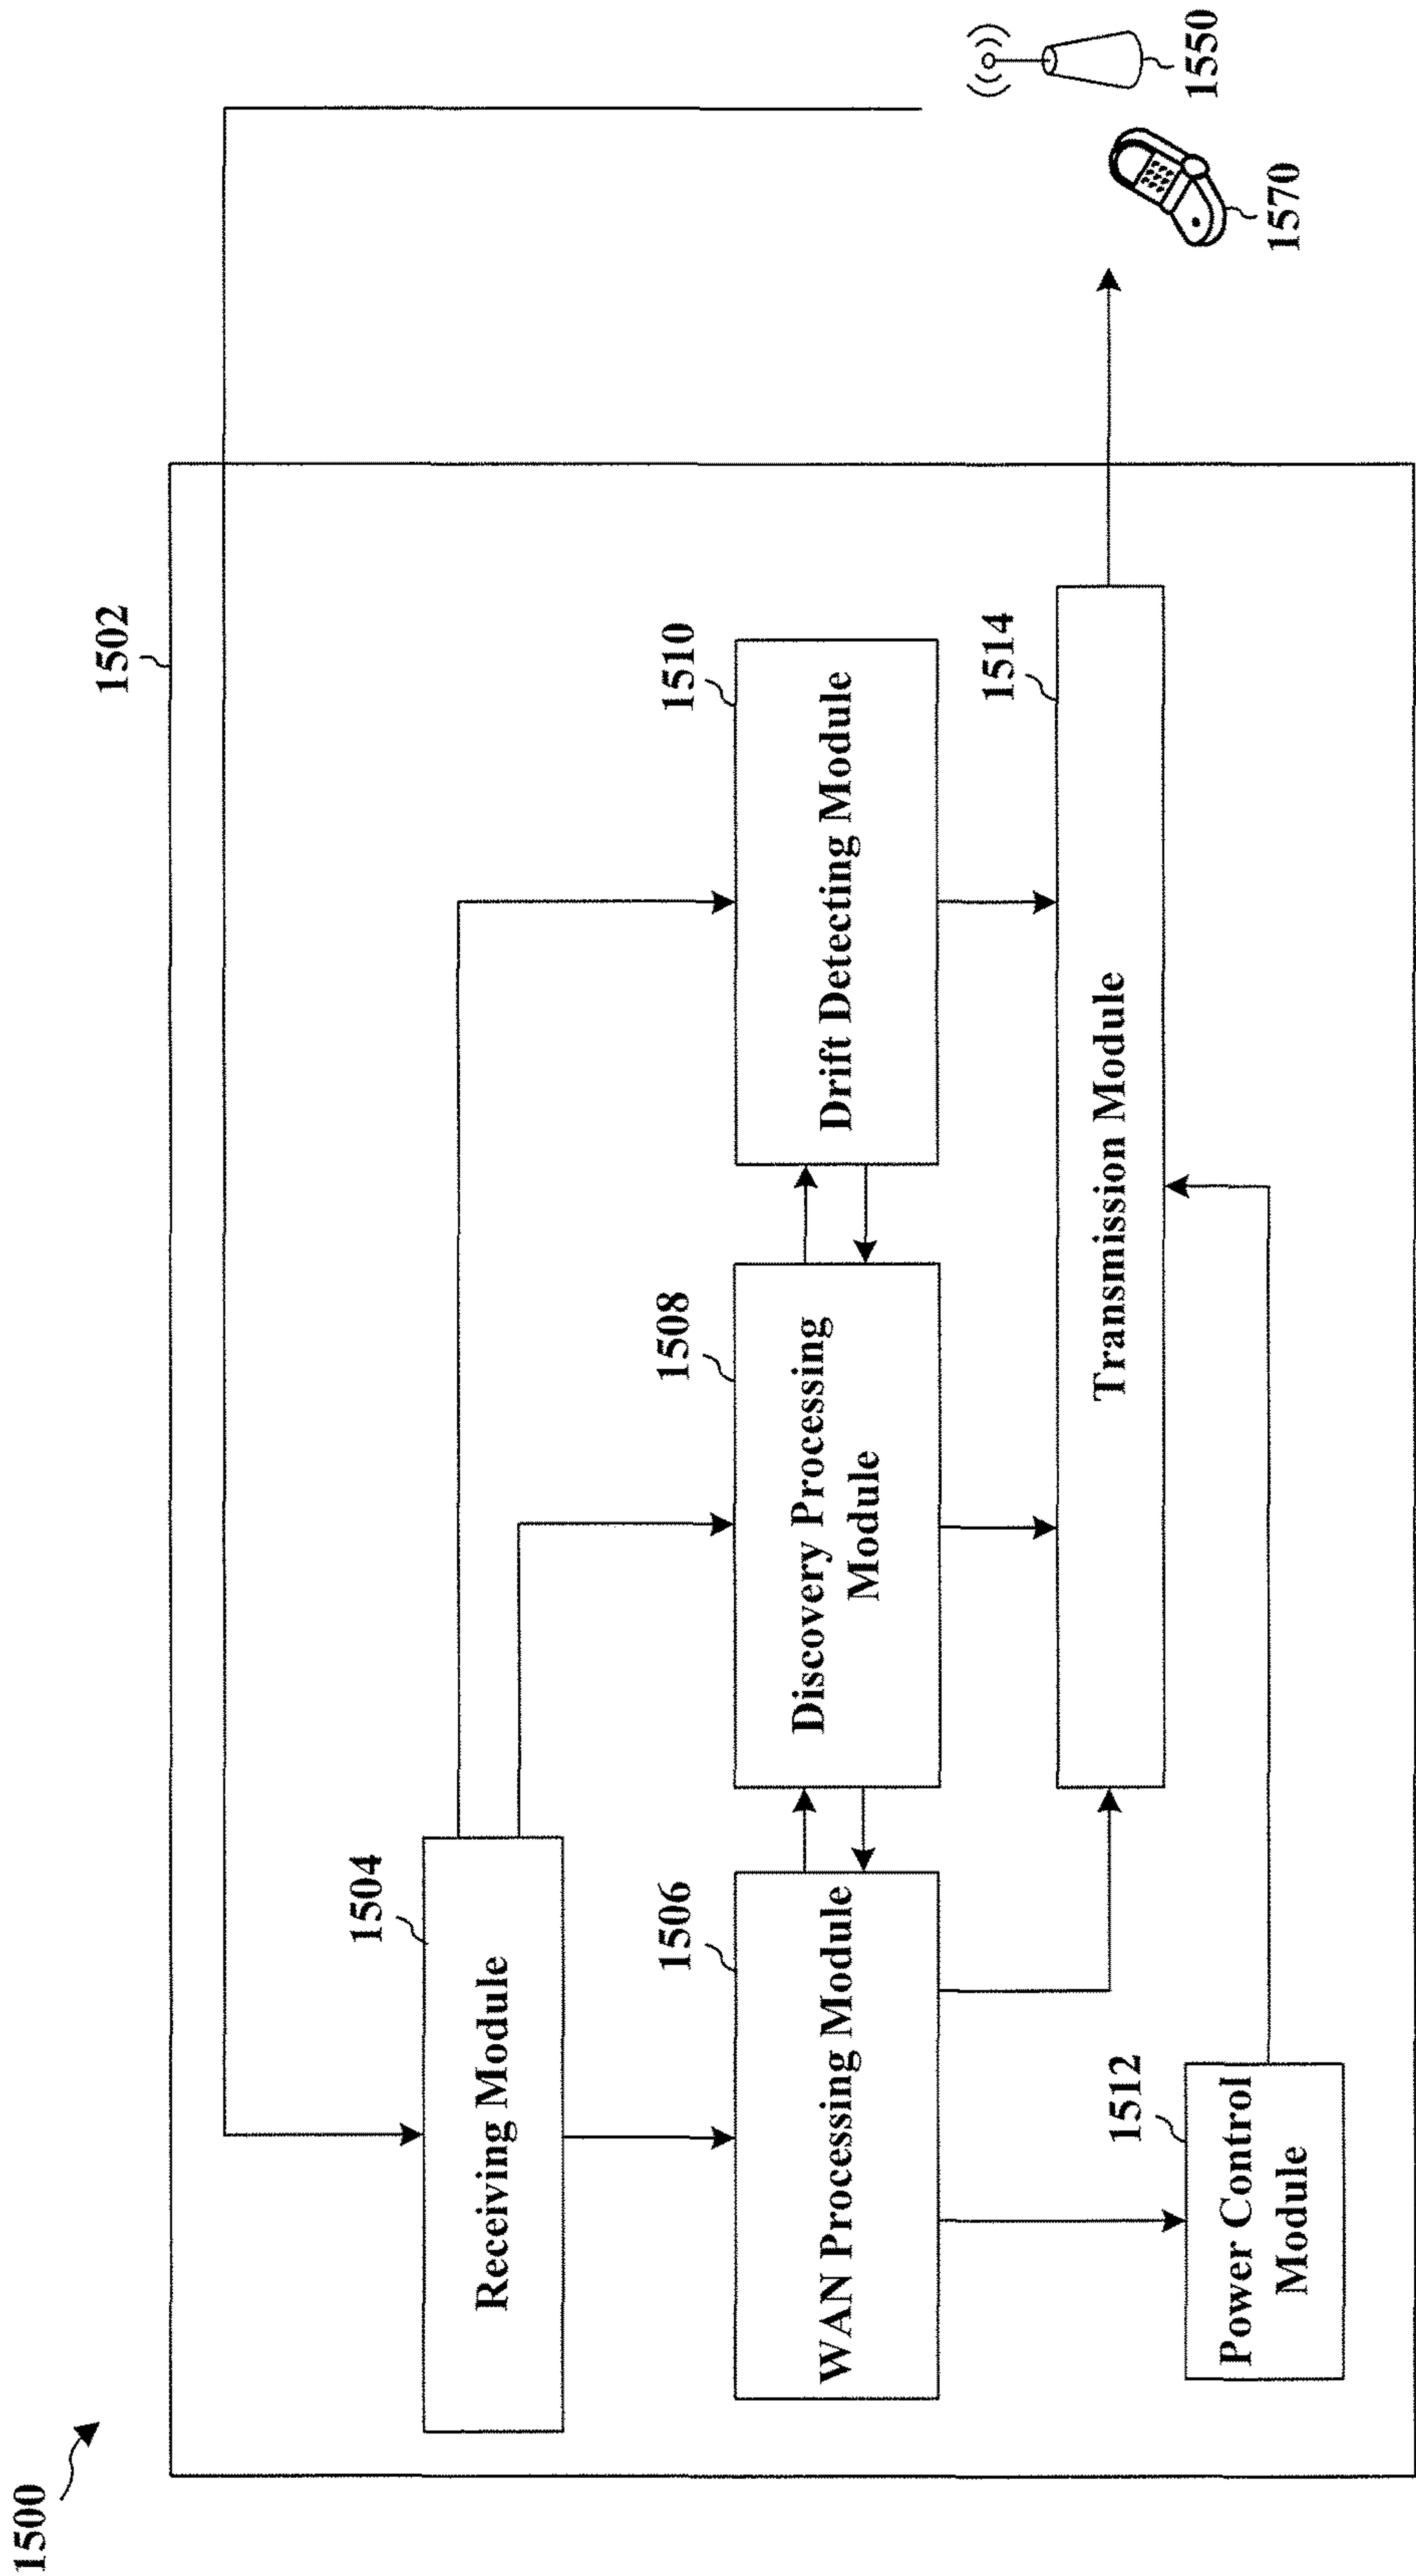 1500
1502
1504
Receiving Module
1506
WAN Processing Module
1508
Discovery Processing
Module
1510
Drift Detecting Module
1512
Power Control
Module
1514
Transmission Module
1550
1570